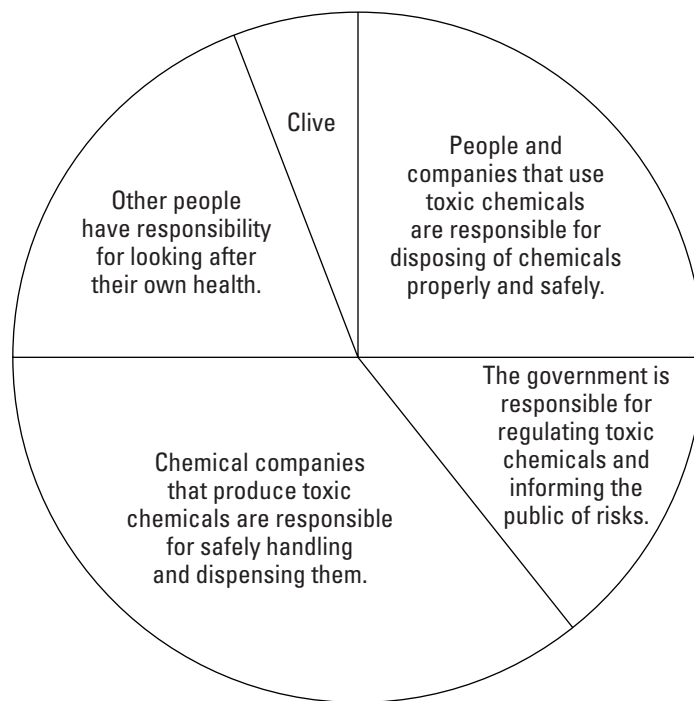 Clive
People and
companies that use
toxic chemicals
are responsible for
disposing of chemicals
properly and safely.
Other people
have responsibility
for looking after
their own health.
The government is
responsible for
regulating toxic
chemicals and
informing the
public of risks.
Chemical companies
that produce toxic
chemicals are responsible
for safely handling
and dispensing them.